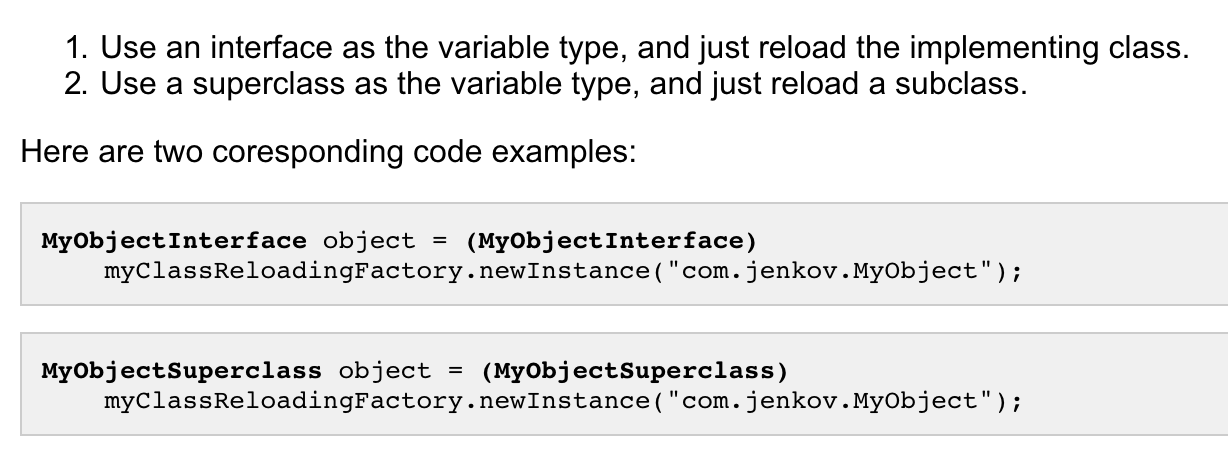 1. Use an interface as the variable type, and just reload the implementing class.
2. Use a superclass as the variable type, and just reload a subclass.
Here are two coresponding code examples:
MyObjectInterface object = (MyObjectInterface)
myClassReloadingFactory.newInstance("com.jenkov.MyObject");
MyObjectSuperclass object = (MyObjectSuperclass)
myClassReloadingFactory.newInstance("com.jenkov.MyObject");